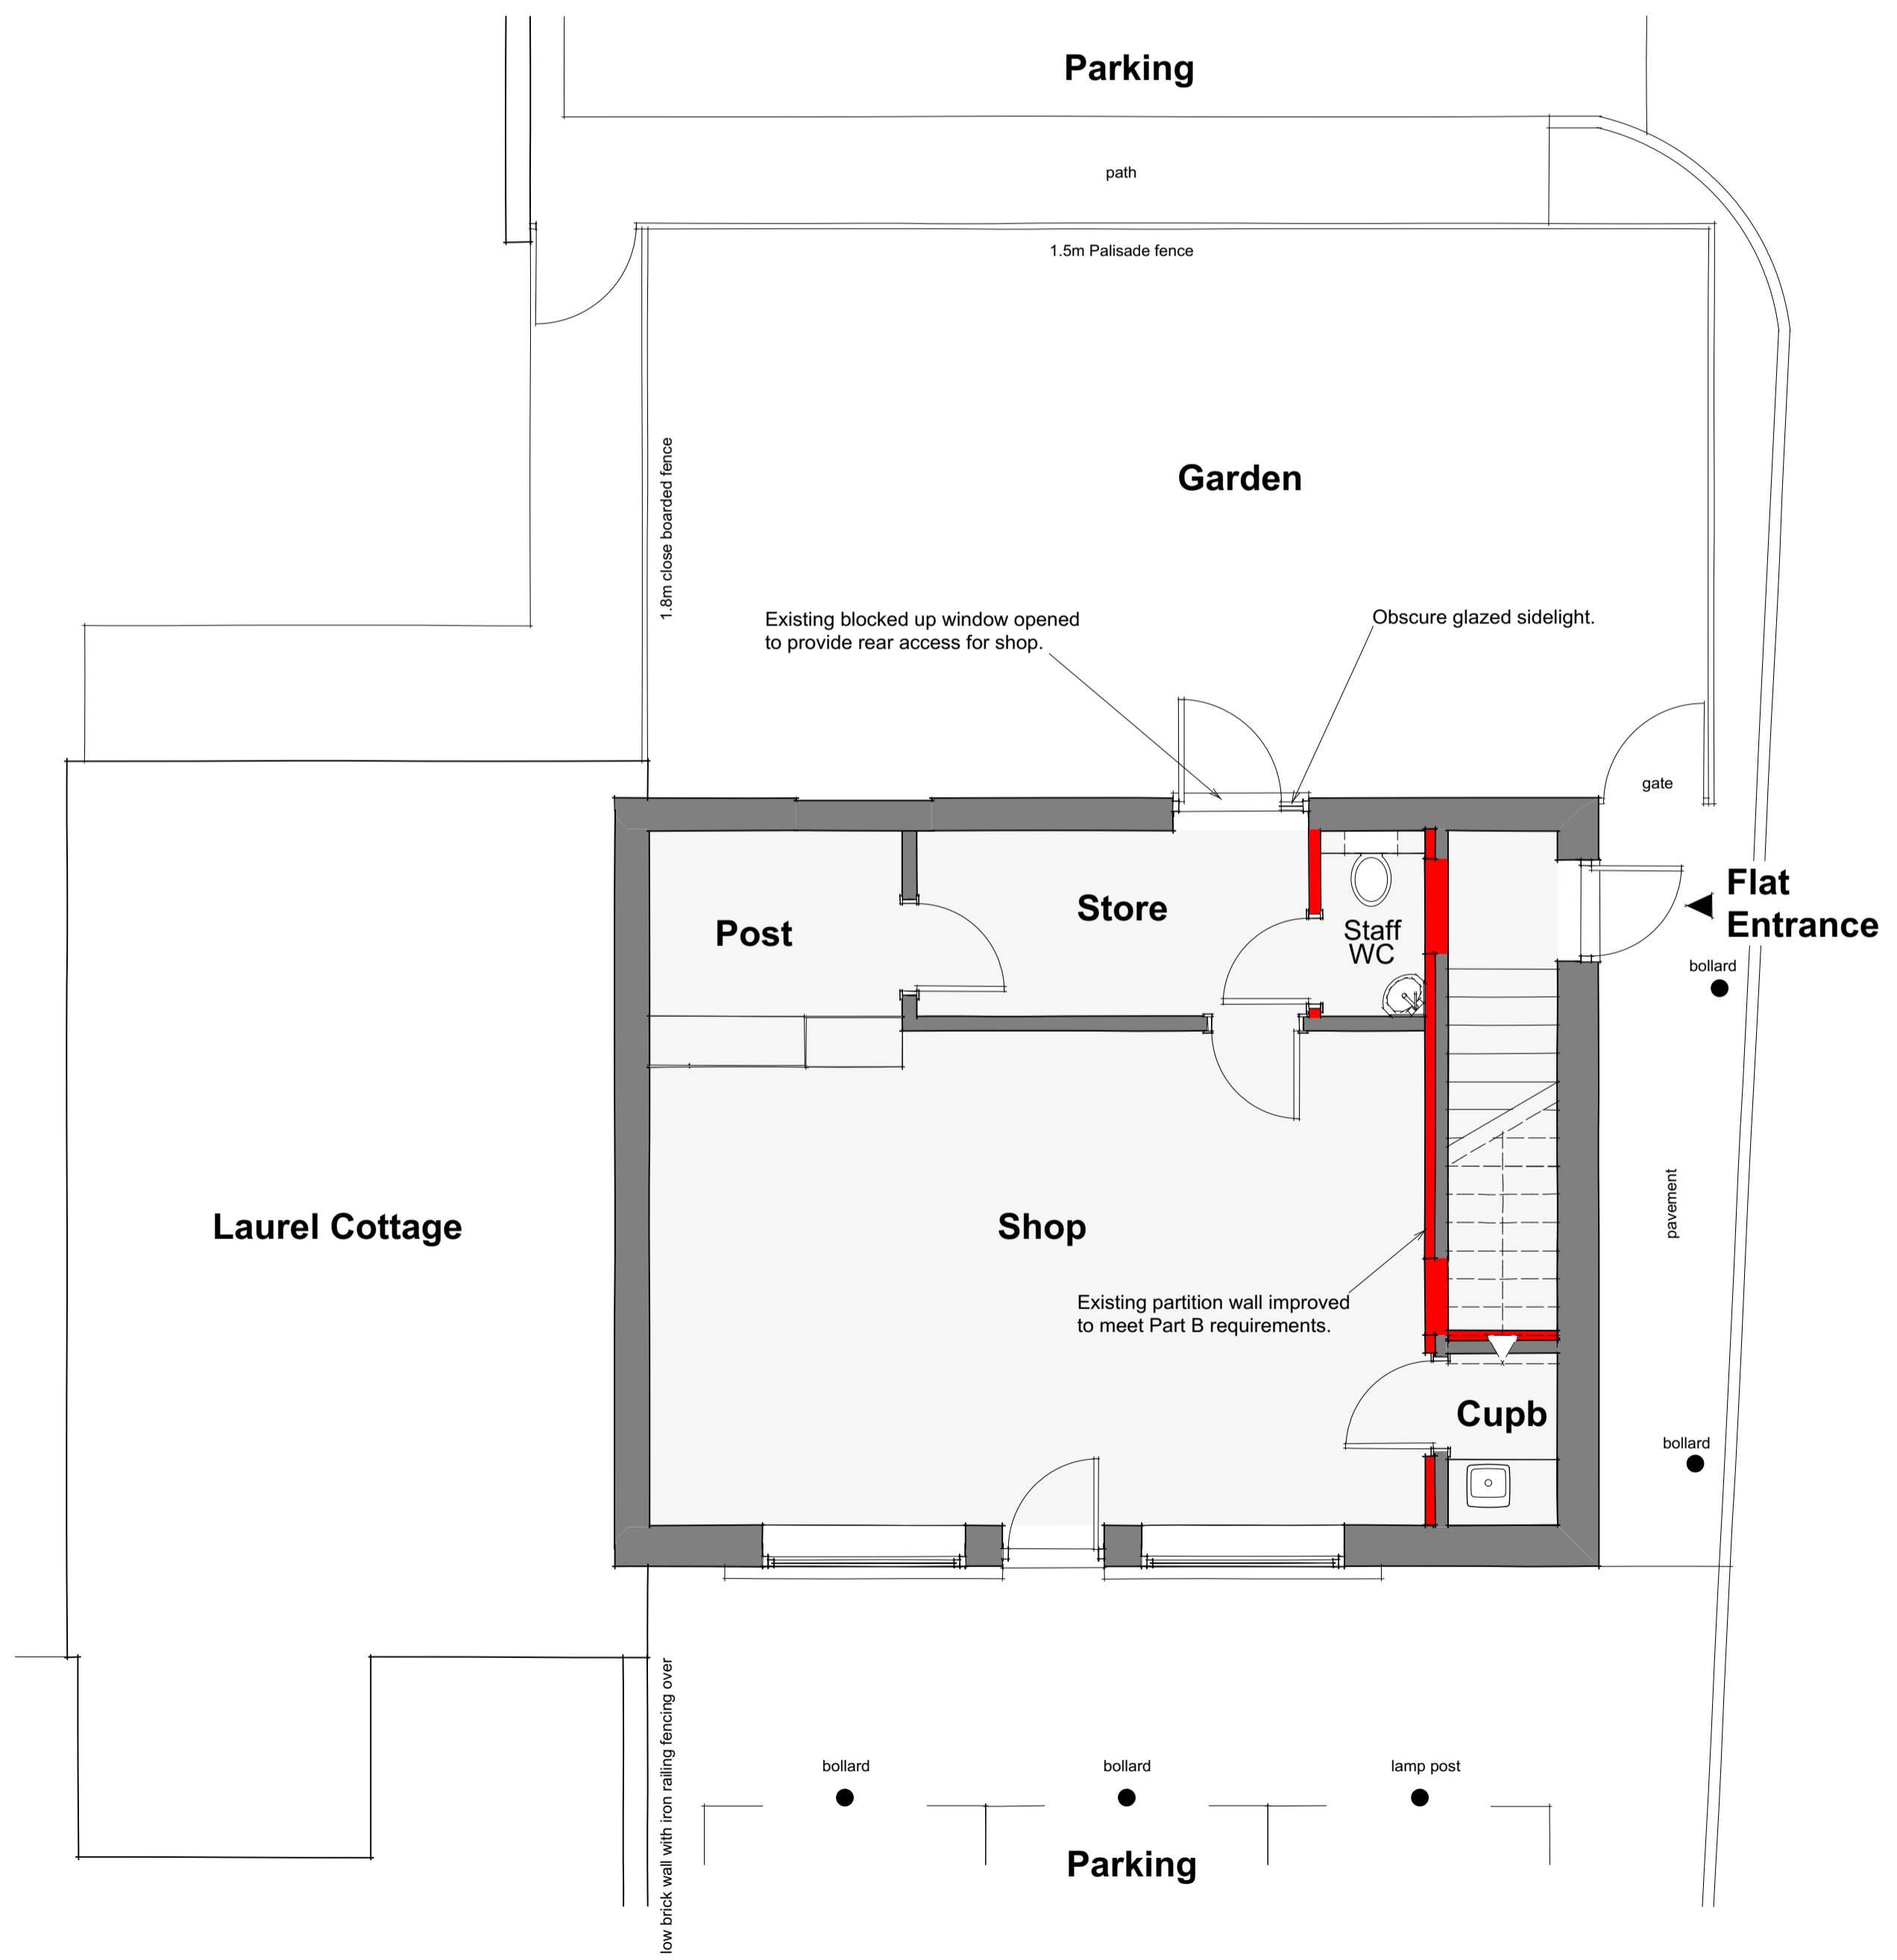 Parking
path
1.5m Palisade fence
1.8m close boarded fence
Garden
Existing blocked up window opened
to provide rear access for shop.
Obscure glazed sidelight.
gate
Flat
Entrance
Post
Store
Staff
WC
bollard
Laurel Cottage
Shop
pavement
Existing partition wall improved
to meet Part B requirements.
Cupb
bollard
low brick wall with iron railing fencing over
bollard
bollard
lamp post
Parking